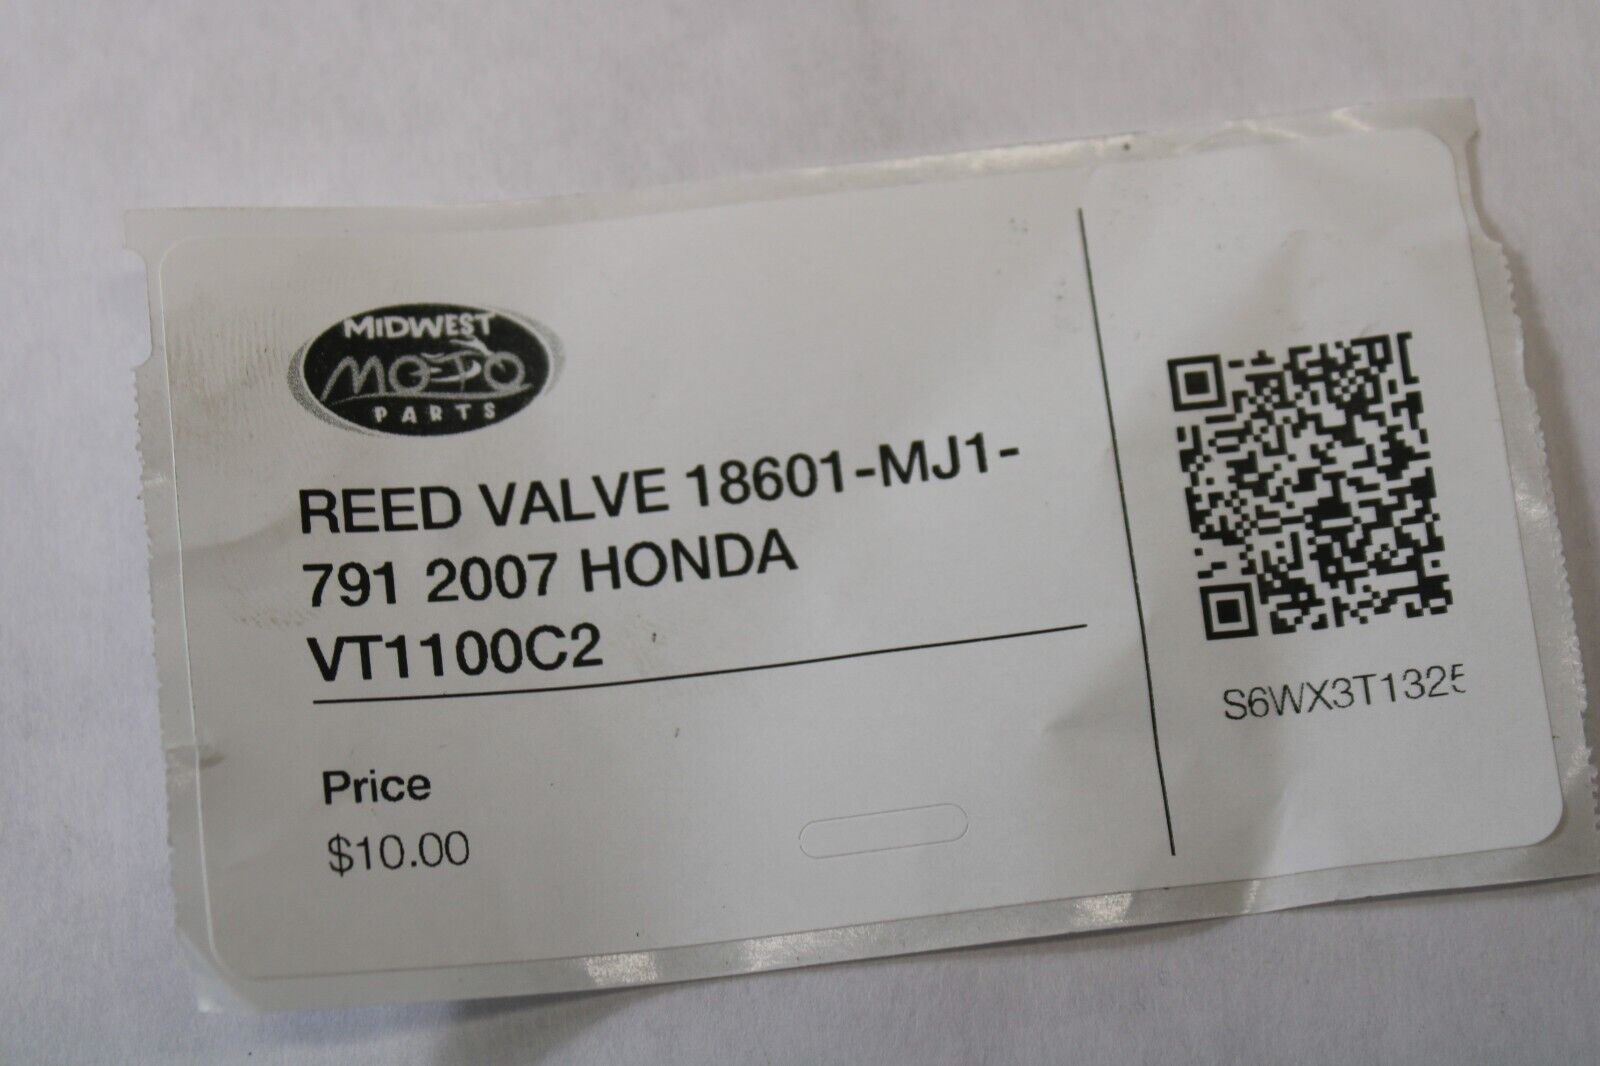 MIDWEST
MOTO
PARTS
REED VALVE 18601-MJ1-
791 2007 HONDA
VT1100C2
Price
$10.00
S6WX3T1325